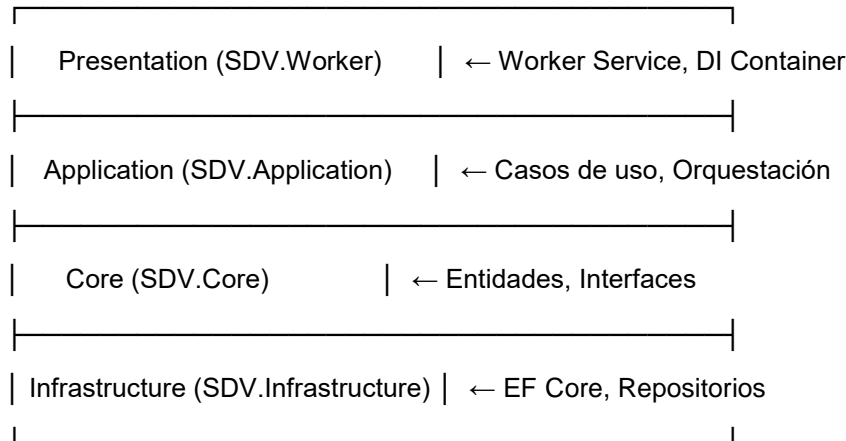 ┌─────────────────────────────────────────┐
│ Presentation (SDV.Worker) │ ← Worker Service, DI Container
├─────────────────────────────────────────┤
│ Application (SDV.Application) │ ← Casos de uso, Orquestación
├─────────────────────────────────────────┤
│ Core (SDV.Core) │ ← Entidades, Interfaces
├─────────────────────────────────────────┤
│ Infrastructure (SDV.Infrastructure) │ ← EF Core, Repositorios